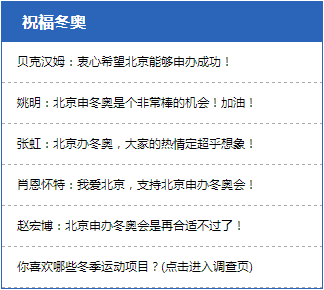 祝福冬奥
贝克汉姆：衷心希望北京能够申办成功！
姚明：北京申冬奥是个非常棒的机会！加油！
张虹：北京办冬奥，大家的热情定超乎想象！
肖恩怀特：我爱北京，支持北京申办冬奥会！
赵宏博：北京申办冬奥会是再合适不过了！
你喜欢哪些冬季运动项目？(点击进入调查页)